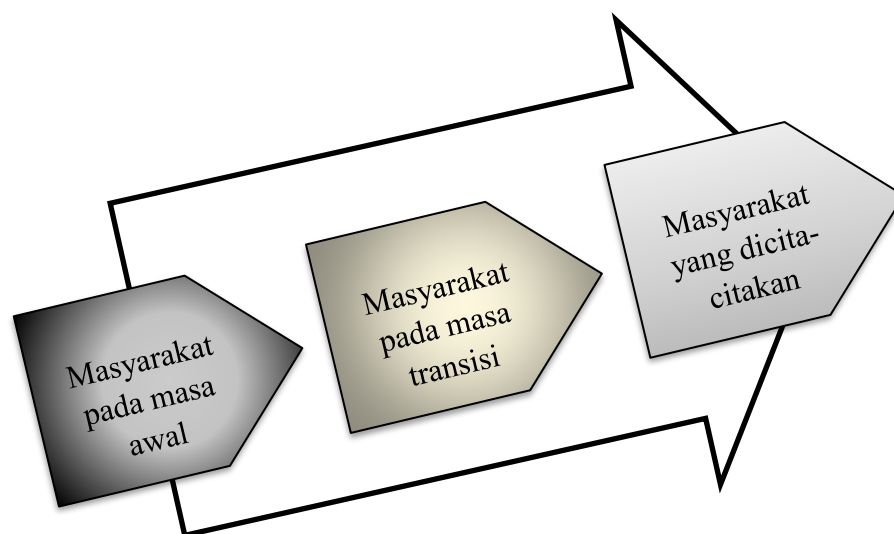 Masyarakat
pada masa
awal
Masyarakat
pada masa
transisi
Masyarakat
yang dicita-
citakan